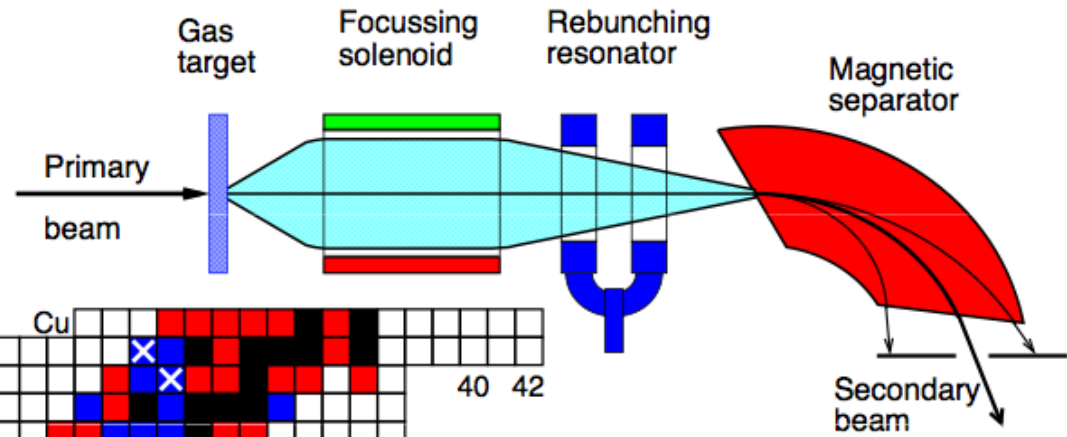 Gas
target
Focussing
solenoid
Rebunching
resonator
Magnetic
separator
Primary
beam
Cu
40 42
Secondary
beam